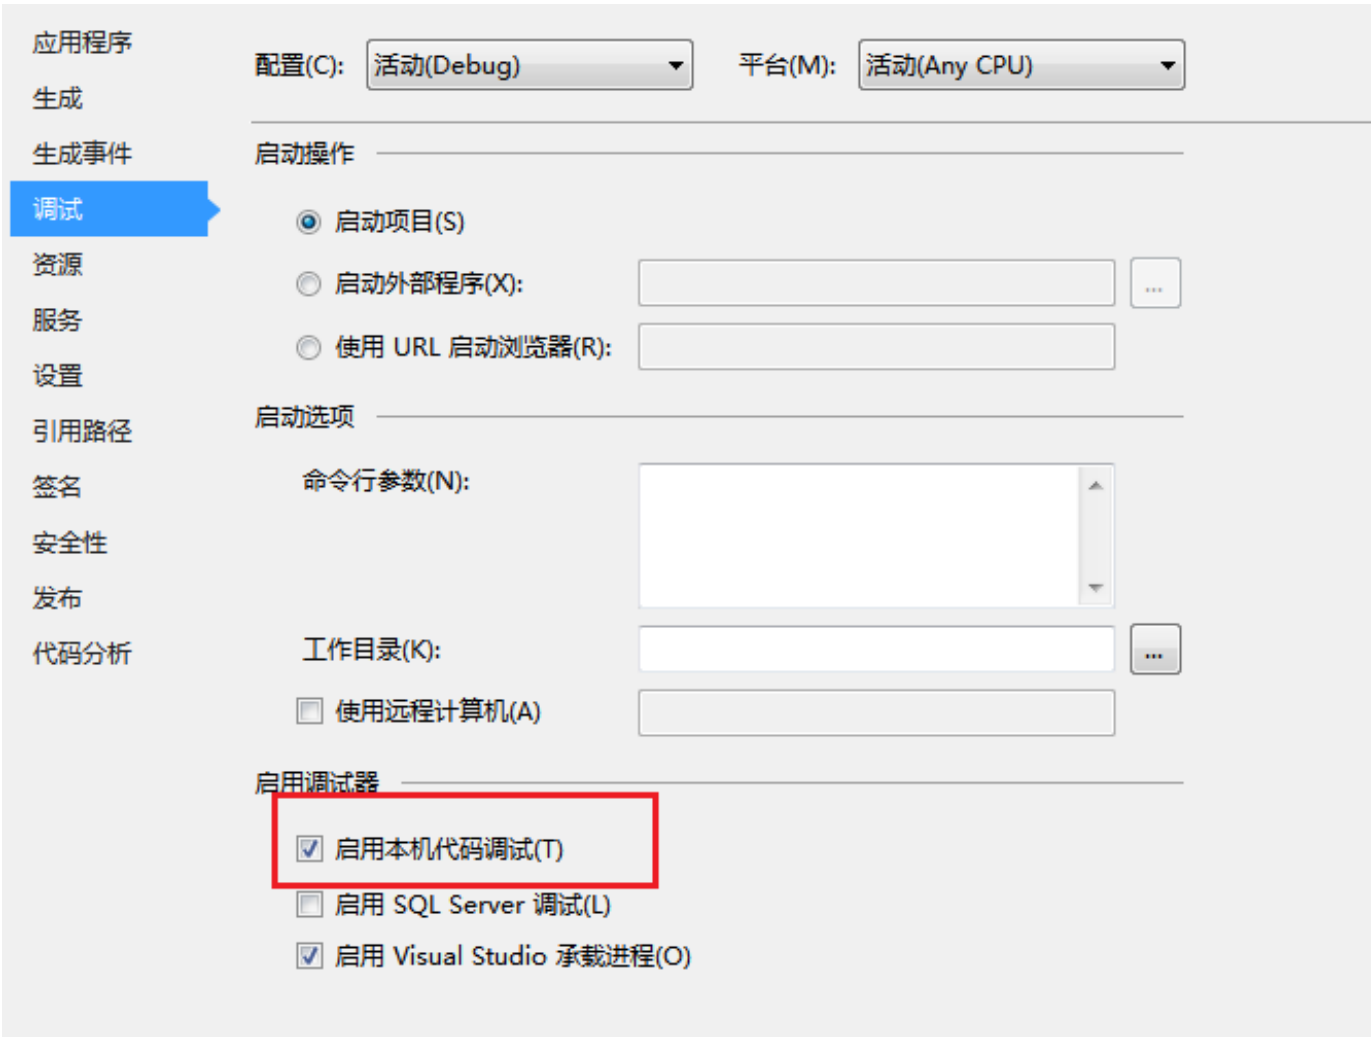 应用程序
生成
生成事件
调试
资源
服务
设置
引用路径
签名
安全性
发布
代码分析
配置(C): 活动(Debug) 平台(M): 活动(Any CPU)
启动操作
启动项目(S)
启动外部程序(X): ...
使用 URL 启动浏览器(R):
启动选项
命令行参数(N):
工作目录(K): ...
使用远程计算机(A)
启用调试器
启用本机代码调试(T)
启用 SQL Server 调试(L)
启用 Visual Studio 承载进程(O)